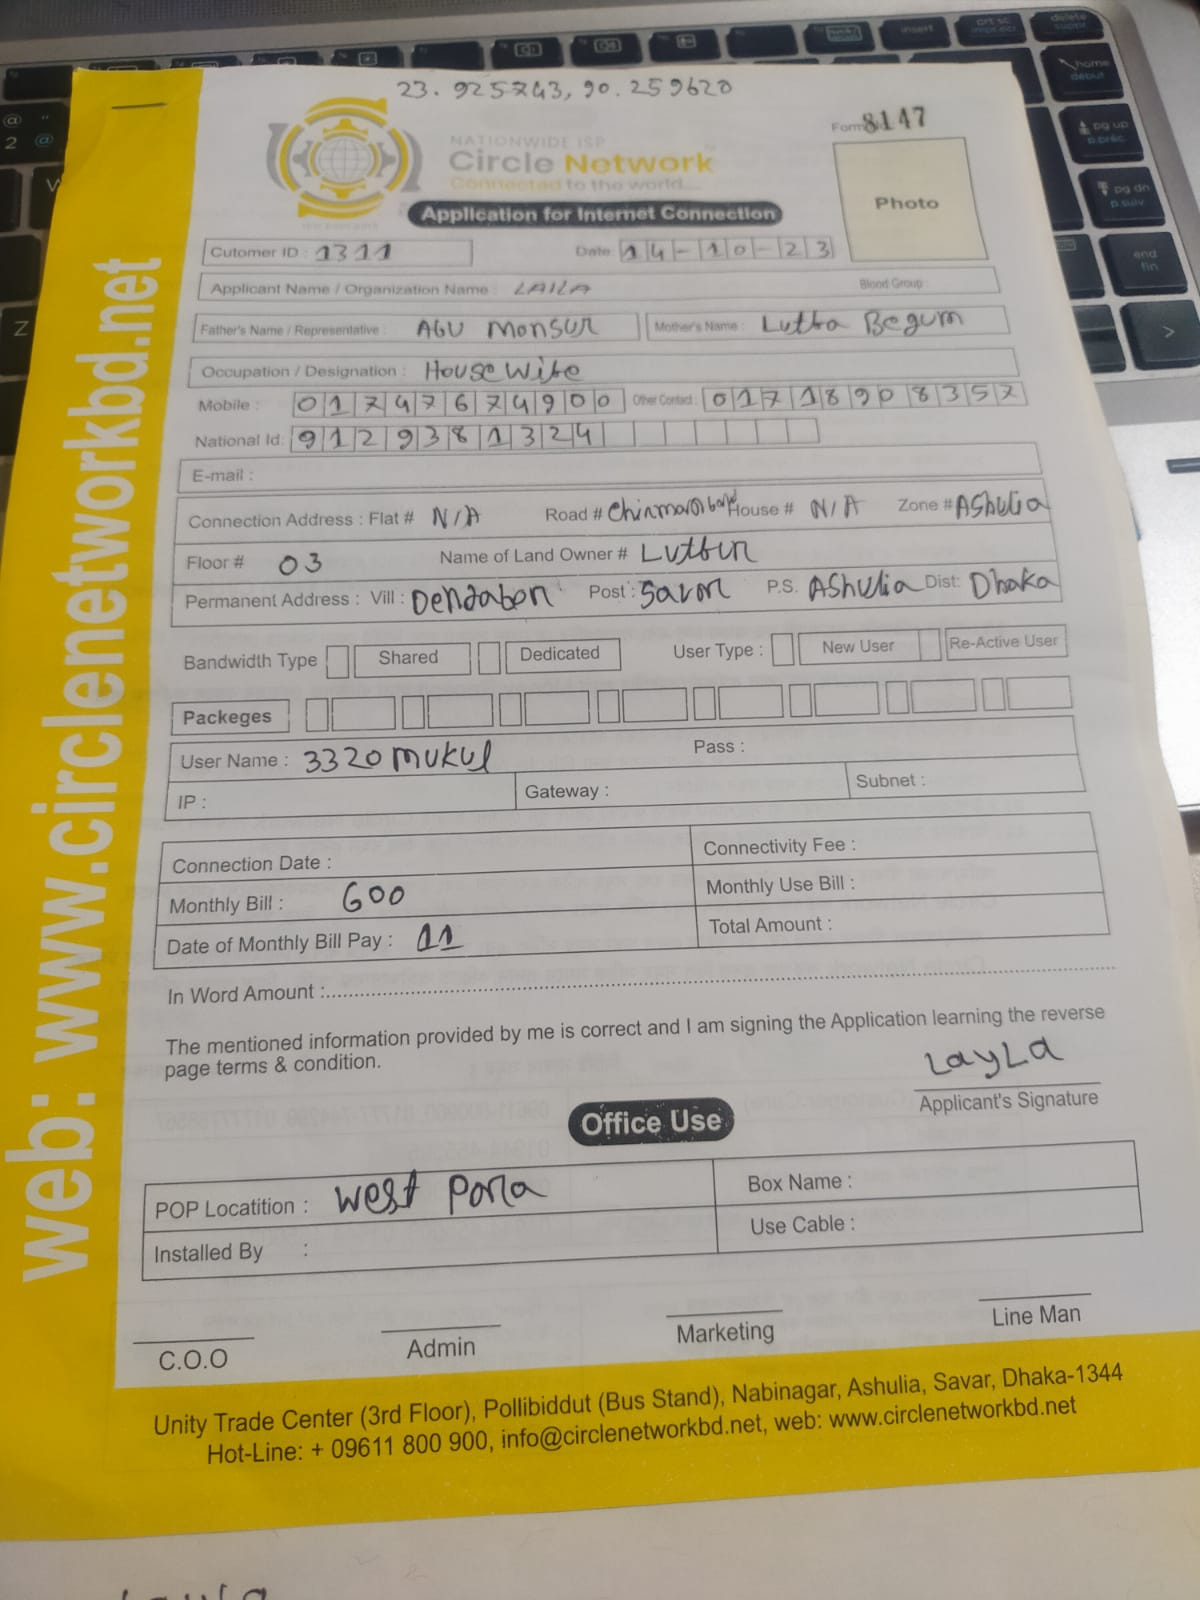 23.925743, 90.259620
Form 8147
NATIONWIDE ISP
Circle Network
Connected to the world...
Application for Internet Connection
Photo
Cutomer ID : 1311 Date: 14-10-23
Applicant Name / Organization Name : LAILA Blood Group :
Father's Name / Representative : Abu Monsur Mother's Name : Lutfa Begum
Occupation / Designation : House Wife
Mobile : 01747674900 Other Contact : 01718908357
National Id: 9129381324
E-mail :
Connection Address : Flat # N/A Road # House # N/A Zone # Ashulia
Floor # 03 Name of Land Owner # Lutfur
Permanent Address : Vill : Dendabor Post : Savar P.S. Ashulia Dist: Dhaka
Bandwidth Type Shared Dedicated User Type : New User Re-Active User
Packeges
User Name : 3320mukul Pass :
IP : Gateway : Subnet :
Connection Date : Connectivity Fee :
Monthly Bill : 600 Monthly Use Bill :
Date of Monthly Bill Pay : 11 Total Amount :
In Word Amount :
The mentioned information provided by me is correct and I am signing the Application learning the reverse
page terms & condition.
Layla
Applicant's Signature
Office Use
POP Locatition : West Para Box Name :
Installed By : Use Cable :
C.O.O Admin Marketing Line Man
Unity Trade Center (3rd Floor), Pollibiddut (Bus Stand), Nabinagar, Ashulia, Savar, Dhaka-1344
Hot-Line: + 09611 800 900, info@circlenetworkbd.net, web: www.circlenetworkbd.net
web: www.circlenetworkbd.net